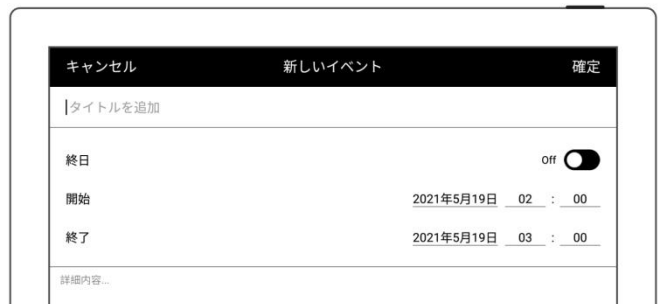 キャンセル 新しいイベント 確定
タイトルを追加
終日 Off
開始 2021年5月19日 02 : 00
終了 2021年5月19日 03 : 00
詳細内容...